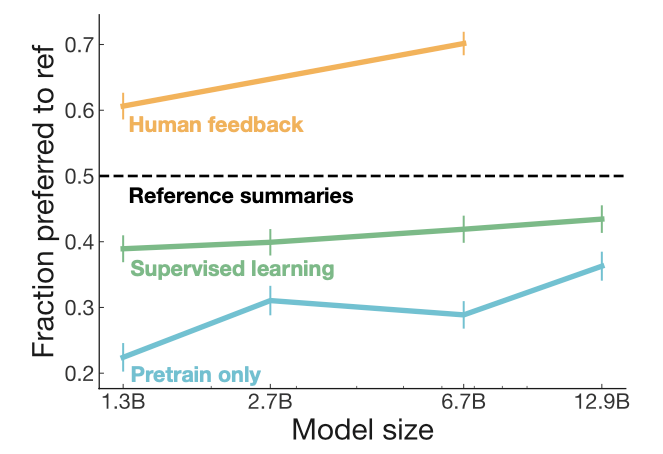 Fraction preferred to ref
0.7
0.6
0.5
0.4
0.3
0.2
Human feedback
Reference summaries
Supervised learning
Pretrain only
1.3B
2.7B
6.7B
12.9B
Model size